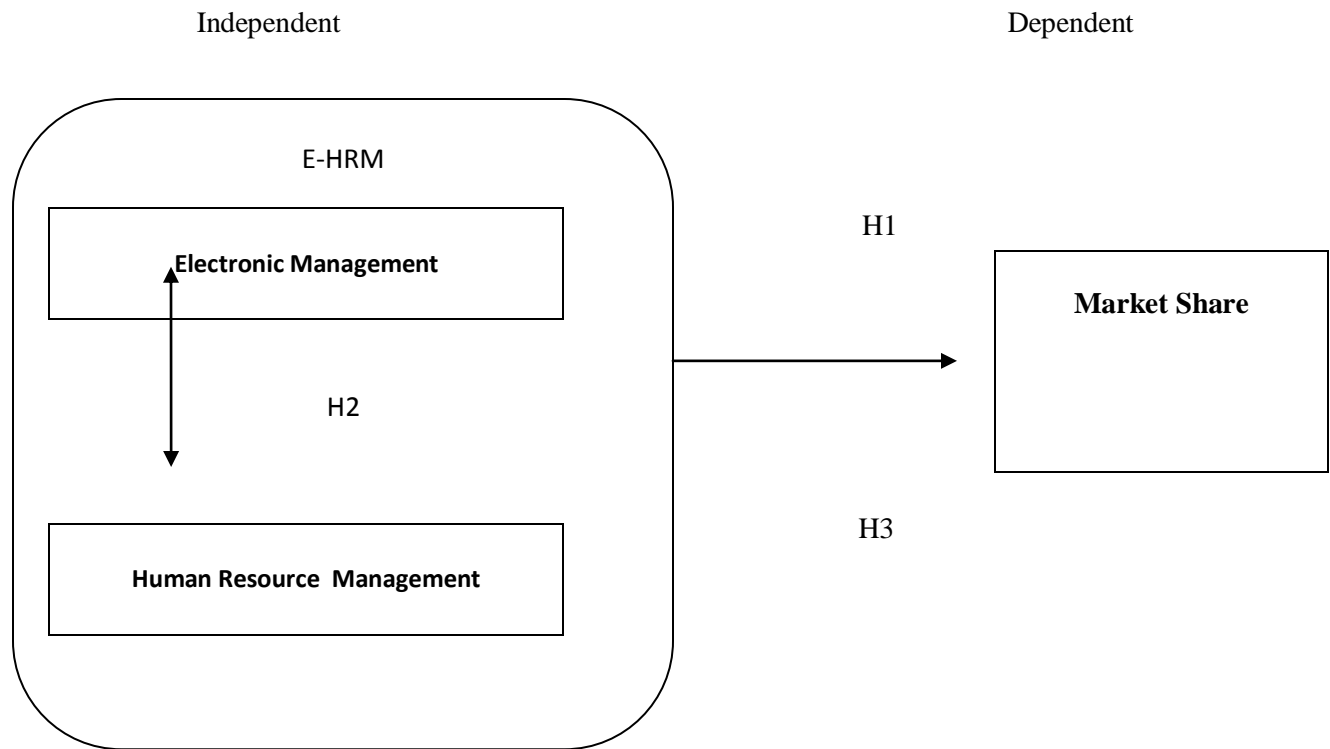 Independent
Dependent
E-HRM
Electronic Management
H1
Market Share
H2
H3
Human Resource Management